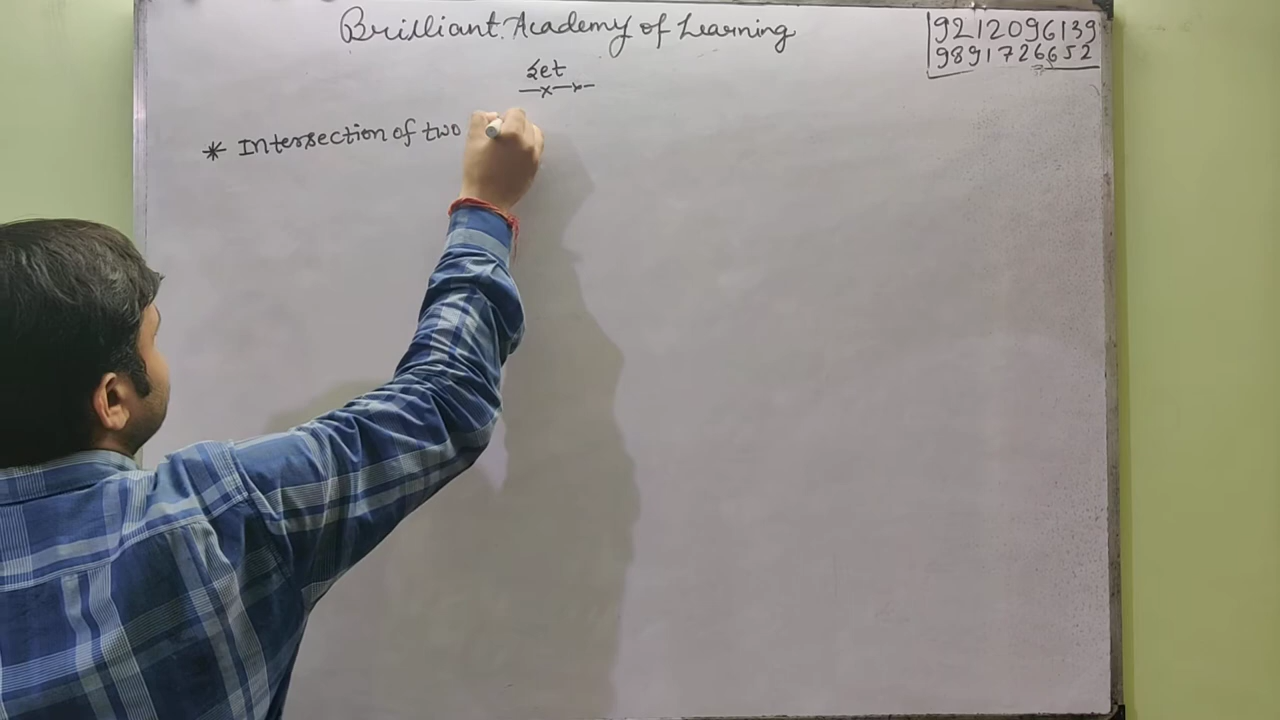 Brilliant Academy of Learning
9212096139
9891726652
Set
* Intersection of two